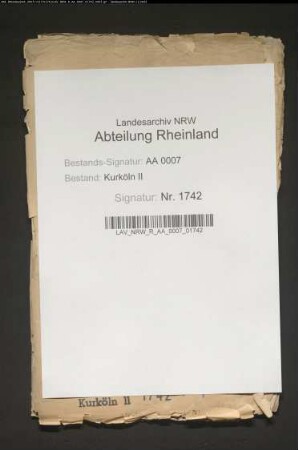 Landesarchiv NRW
Abteilung Rheinland
Bestands-Signatur: AA 0007
Bestand: Kurköln II
Signatur: Nr. 1742
LAV_NRW_R_AA_0007_01742
Kurköln II 1742